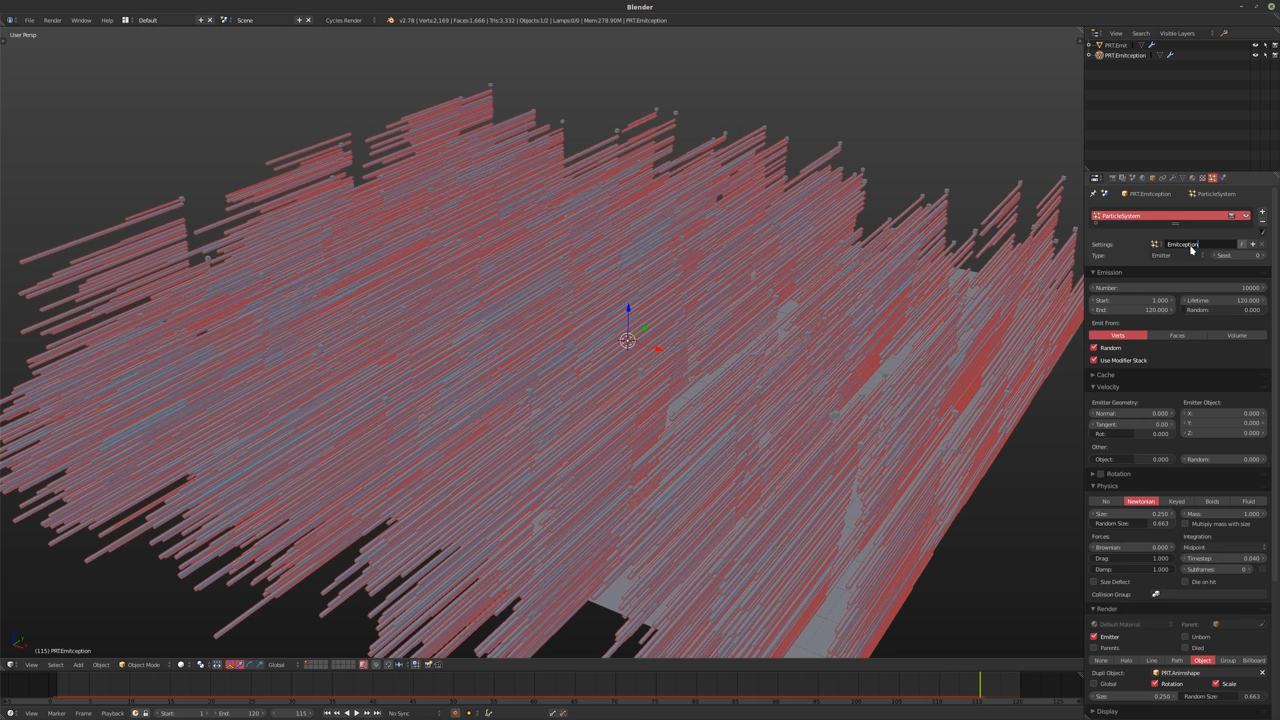 Blender
File Render Window Help Default Scene Cycles Render v2.78 | Verts:2,169 | Faces:1,666 | Tris:3,332 | Objects:1/2 | Lamps:0/0 | Mem:278.90M | PRT.Emitception
User Persp
View Search Visible Layers
PRT.Emit
PRT.Emitception
PRT.Emitception ParticleSystem
ParticleSystem
Settings: Emitception F
Type: Emitter Seed: 0
Emission
Number: 10000
Start: 1.000 Lifetime: 120.000
End: 120.000 Random: 0.000
Emit From:
Verts Faces Volume
Random
Use Modifier Stack
Cache
Velocity
Emitter Geometry: Emitter Object:
Normal: 0.000 X: 0.000
Tangent: 0.00 Y: 0.000
Rot: 0.000 Z: 0.000
Other:
Object: 0.000 Random: 0.000
Rotation
Physics
No Newtonian Keyed Boids Fluid
Size: 0.250 Mass: 1.000
Random Size: 0.663 Multiply mass with size
Forces: Integration:
Brownian: 0.000 Midpoint
Drag: 1.000 Timestep: 0.040
Damp: 1.000 Subframes: 0
Size Deflect Die on hit
Collision Group:
Render
Default Material Parent:
Emitter Unborn
Parents Died
None Halo Line Path Object Group Billboard
Dupli Object: PRT.Animshape
Global Rotation Scale
Size: 0.250 Random Size: 0.663
Display
(115) PRT.Emitception
View Select Add Object Object Mode Global
View Marker Frame Playback Start: 1 End: 120 115 No Sync